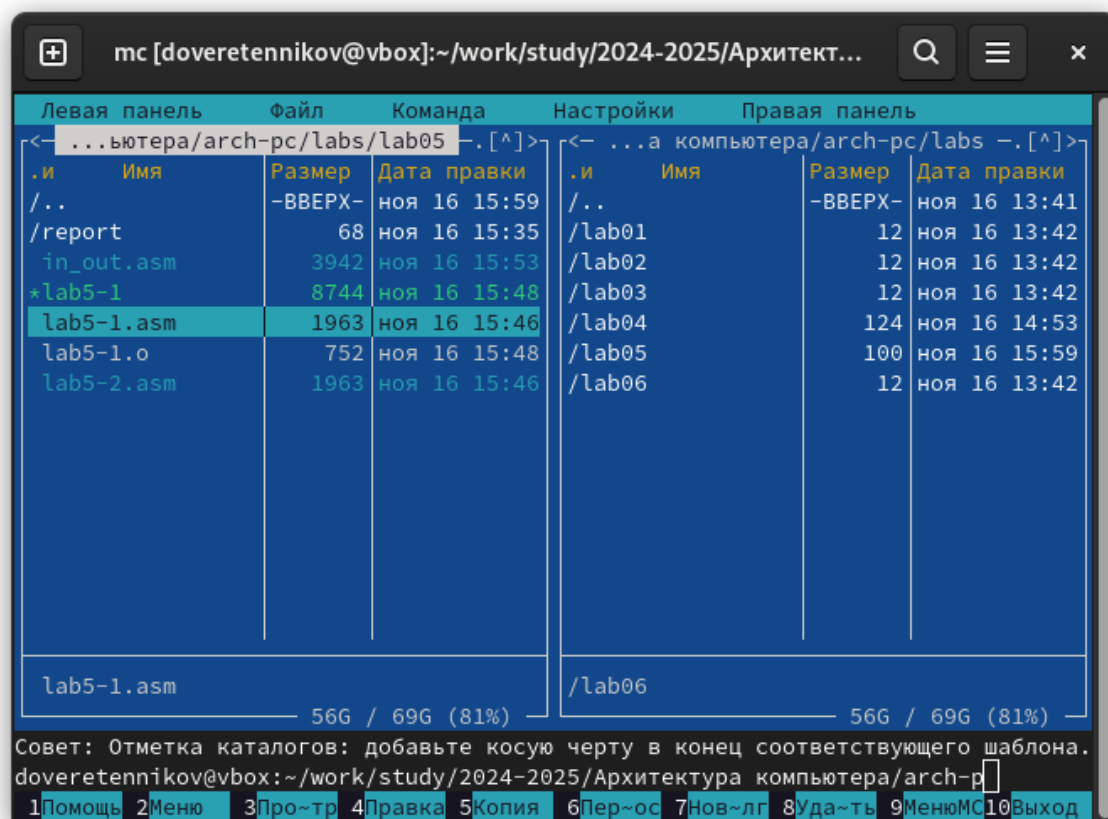 mc [doveretennikov@vbox]:~/work/study/2024-2025/Архитект...
Левая панель Файл Команда Настройки Правая панель
<─ ...ьютера/arch-pc/labs/lab05 ─.[^]> <─ ...а компьютера/arch-pc/labs ─.[^]>
.и Имя Размер Дата правки .и Имя Размер Дата правки
/.. -ВВЕРХ- ноя 16 15:59 /.. -ВВЕРХ- ноя 16 13:41
/report 68 ноя 16 15:35 /lab01 12 ноя 16 13:42
in_out.asm 3942 ноя 16 15:53 /lab02 12 ноя 16 13:42
*lab5-1 8744 ноя 16 15:48 /lab03 12 ноя 16 13:42
lab5-1.asm 1963 ноя 16 15:46 /lab04 124 ноя 16 14:53
lab5-1.o 752 ноя 16 15:48 /lab05 100 ноя 16 15:59
lab5-2.asm 1963 ноя 16 15:46 /lab06 12 ноя 16 13:42
lab5-1.asm /lab06
56G / 69G (81%) 56G / 69G (81%)
Совет: Отметка каталогов: добавьте косую черту в конец соответствующего шаблона.
doveretennikov@vbox:~/work/study/2024-2025/Архитектура компьютера/arch-p
1Помощь 2Меню 3Про~тр 4Правка 5Копия 6Пер~ос 7Нов~лг 8Уда~ть 9МенюМС 10Выход